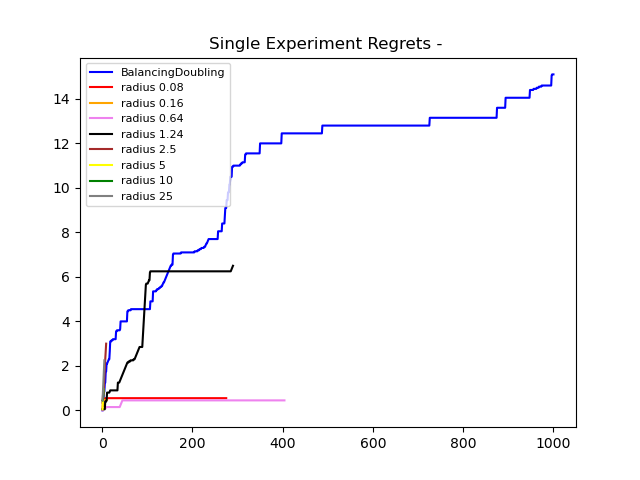 Single Experiment Regrets -
BalancingDoubling
radius 0.08
radius 0.16
radius 0.64
radius 1.24
radius 2.5
radius 5
radius 10
radius 25
14
12
10
8
6
4
2
0
0 200 400 600 800 1000